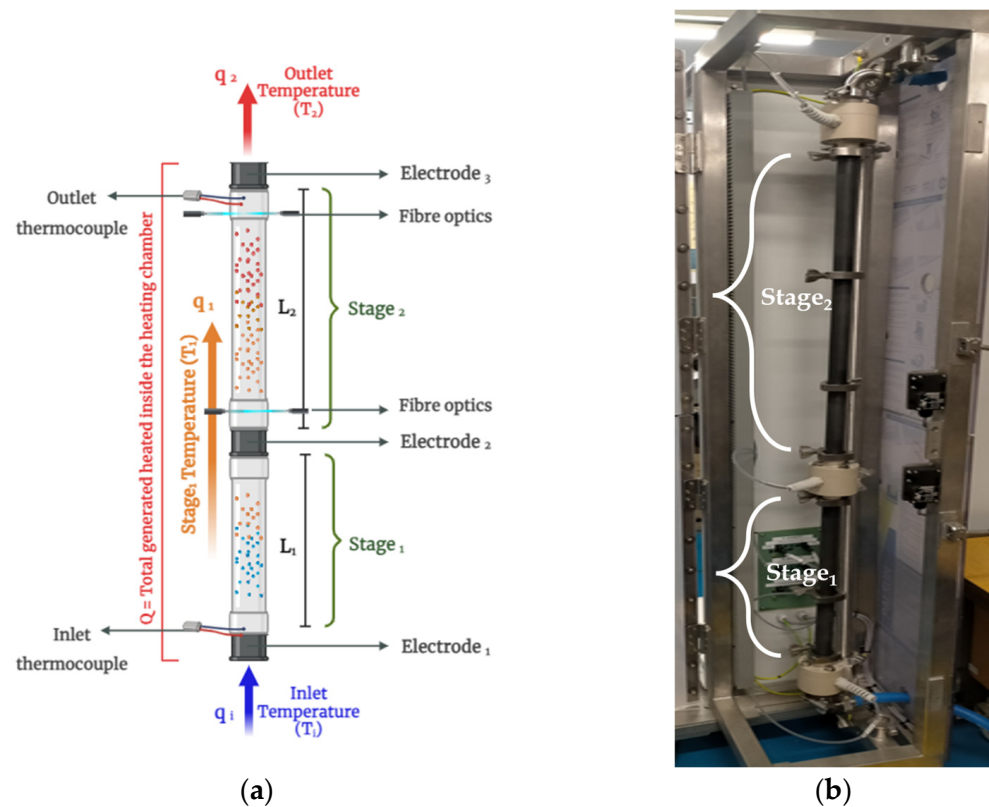 q₂
Outlet
Temperature
(T₂)
Electrode ₃
Outlet
thermocouple
Fibre optics
q₁
L₂
Stage ₂
Stage₁ Temperature (T₁)
Q = Total generated heated inside the heating chamber
Fibre optics
Electrode ₂
L₁
Stage ₁
Inlet
thermocouple
Electrode ₁
q ᵢ
Inlet
Temperature
(Tᵢ)
(a)
Stage₂
Stage₁
(b)